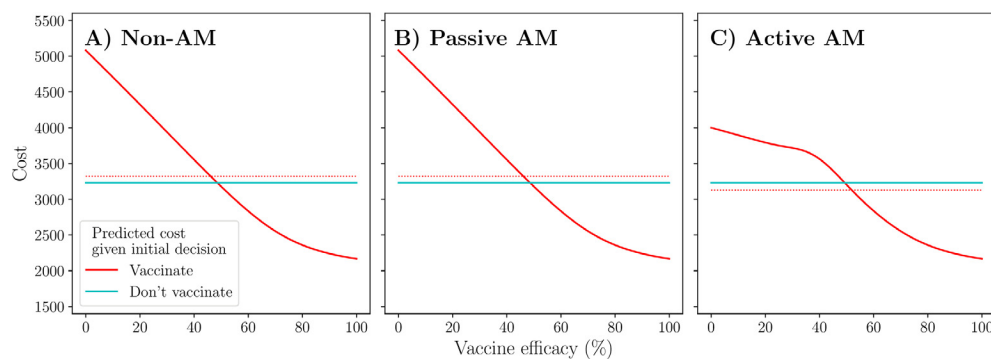 A) Non-AM
B) Passive AM
C) Active AM
5500
5000
4500
4000
3500
3000
2500
2000
1500
Cost
Predicted cost
given initial decision
Vaccinate
Don't vaccinate
0 20 40 60 80 100
0 20 40 60 80 100
0 20 40 60 80 100
Vaccine efficacy (%)